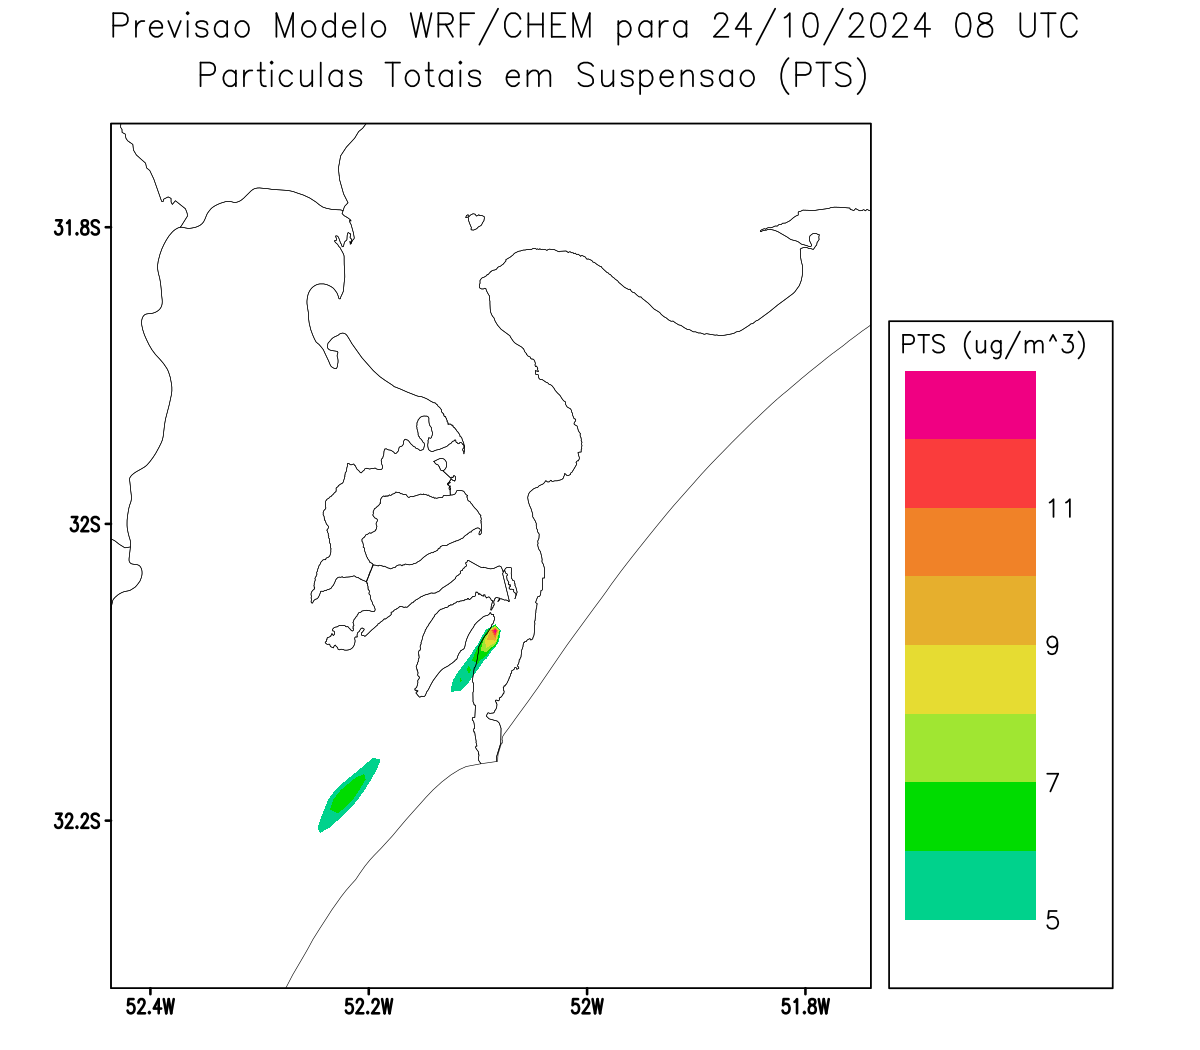 Previsao Modelo WRF/CHEM para 24/10/2024 08 UTC
Particulas Totais em Suspensao (PTS)
31.8S
32S
32.2S
52.4W
52.2W
52W
51.8W
PTS (ug/m^3)
11
9
7
5